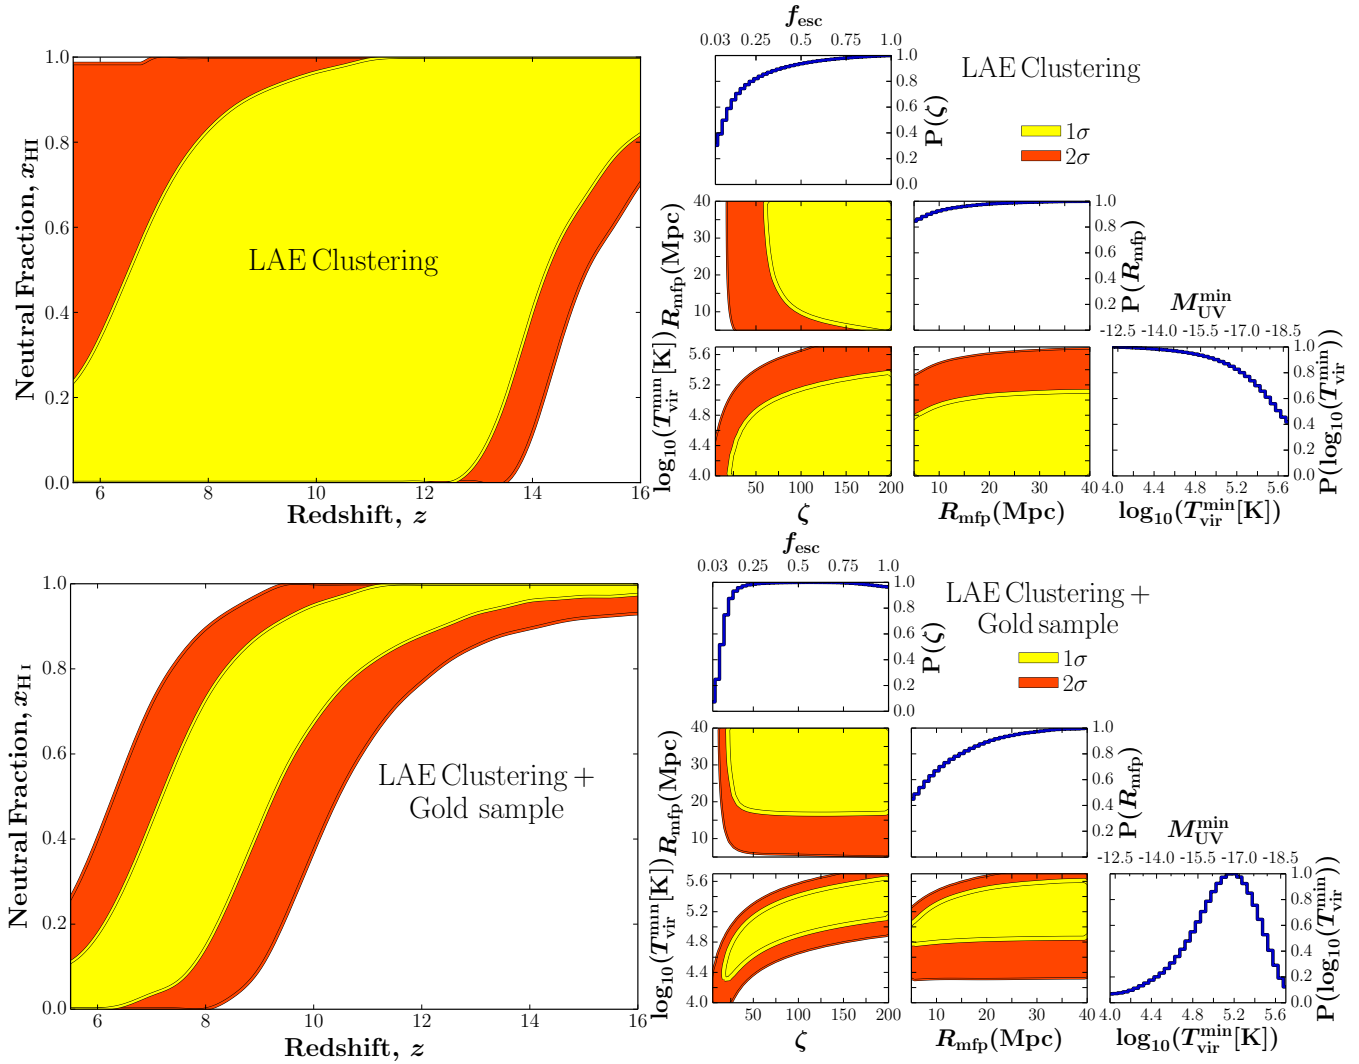 f_esc
0.03 0.25 0.5 0.75 1.0
LAE Clustering
1σ
2σ
1.0
0.8
0.6
0.4
0.2
0.0
Neutral Fraction, x_HI
LAE Clustering
6 8 10 12 14 16
Redshift, z
1.0
0.8
0.6
0.4
0.2
0.0
P(ζ)
40
30
20
10
R_mfp(Mpc)
1.0
0.8
0.6
0.4
0.2
P(R_mfp)
M_UV^min
-12.5 -14.0 -15.5 -17.0 -18.5
5.6
5.2
4.8
4.4
4.0
log₁₀(T_vir^min[K])
50 100 150 200
ζ
10 20 30 40
R_mfp(Mpc)
1.0
0.8
0.6
0.4
0.2
0.0
P(log₁₀(T_vir^min))
4.0 4.4 4.8 5.2 5.6
log₁₀(T_vir^min[K])
f_esc
0.03 0.25 0.5 0.75 1.0
LAE Clustering +
Gold sample
1σ
2σ
1.0
0.8
0.6
0.4
0.2
0.0
Neutral Fraction, x_HI
LAE Clustering +
Gold sample
6 8 10 12 14 16
Redshift, z
1.0
0.8
0.6
0.4
0.2
0.0
P(ζ)
40
30
20
10
R_mfp(Mpc)
1.0
0.8
0.6
0.4
0.2
P(R_mfp)
M_UV^min
-12.5 -14.0 -15.5 -17.0 -18.5
5.6
5.2
4.8
4.4
4.0
log₁₀(T_vir^min[K])
50 100 150 200
ζ
10 20 30 40
R_mfp(Mpc)
1.0
0.8
0.6
0.4
0.2
0.0
P(log₁₀(T_vir^min))
4.0 4.4 4.8 5.2 5.6
log₁₀(T_vir^min[K])